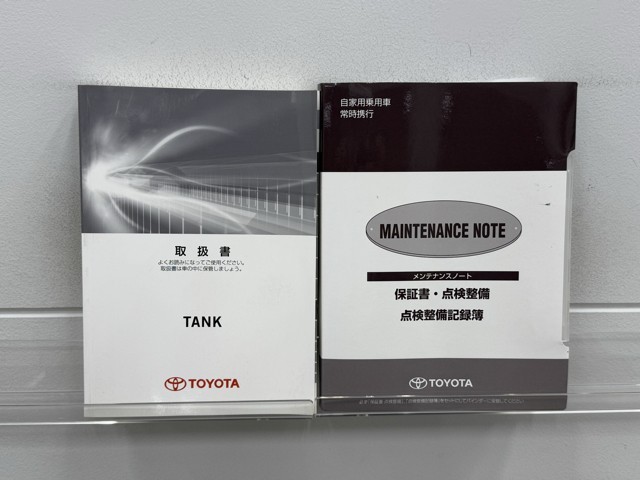 取扱書
よくお読みになってご使用ください。
取扱書は車の中に保管しましょう。
TANK
TOYOTA
自家用乗用車
常時携行
MAINTENANCE NOTE
メンテナンスノート
保証書・点検整備
点検整備記録簿
TOYOTA